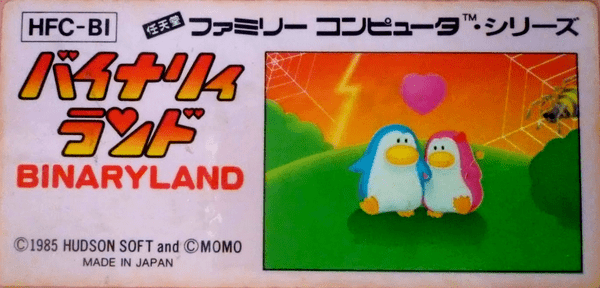 HFC-BI
任天堂 ファミリー コンピュータ™・シリーズ
バイナリィ
ランド
BINARYLAND
©1985 HUDSON SOFT and ©MOMO
MADE IN JAPAN